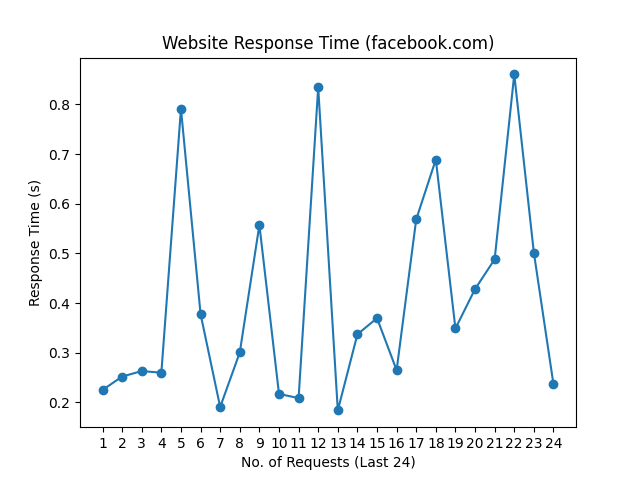 Website Response Time (facebook.com)
Response Time (s)
0.8
0.7
0.6
0.5
0.4
0.3
0.2
1 2 3 4 5 6 7 8 9 10 11 12 13 14 15 16 17 18 19 20 21 22 23 24
No. of Requests (Last 24)